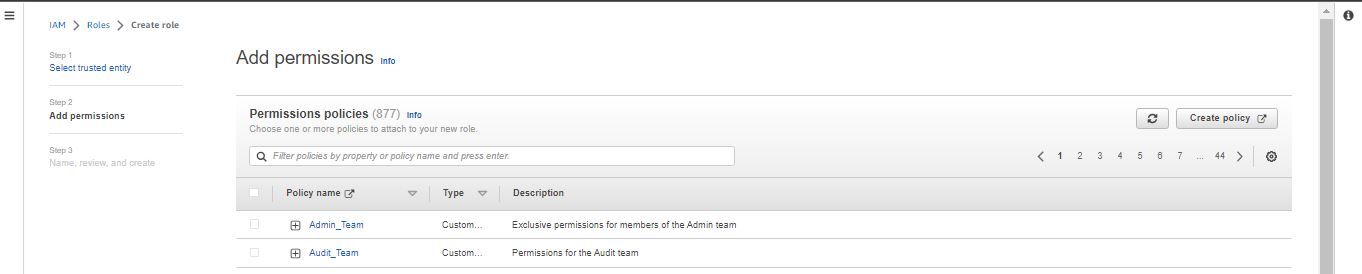 IAM > Roles > Create role
Step 1
Select trusted entity
Step 2
Add permissions
Step 3
Name, review, and create
Add permissions Info
Permissions policies (877) Info
Choose one or more policies to attach to your new role.
Create policy
Filter policies by property or policy name and press enter.
< 1 2 3 4 5 6 7 ... 44 >
Policy name Type Description
Admin_Team Custom... Exclusive permissions for members of the Admin team
Audit_Team Custom... Permissions for the Audit team